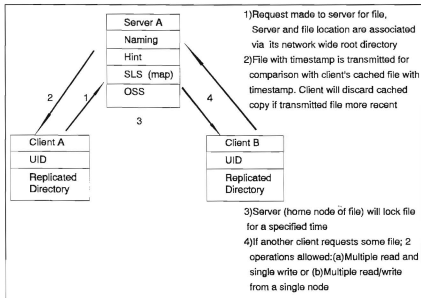 Server A
Naming
Hint
SLS (map)
OSS
2
1
4
3
Client A
UID
Replicated
Directory
Client B
UID
Replicated
Directory
1)Request made to server for file,
Server and file location are associated
via its network wide root directory
2)File with timestamp is transmitted for
comparison with client's cached file with
timestamp. Client will discard cached
copy if transmitted file more recent
3)Server (home node of file) will lock file
for a specified time
4)If another client requests some file; 2
operations allowed:(a)Multiple read and
single write or (b)Multiple read/write
from a single node